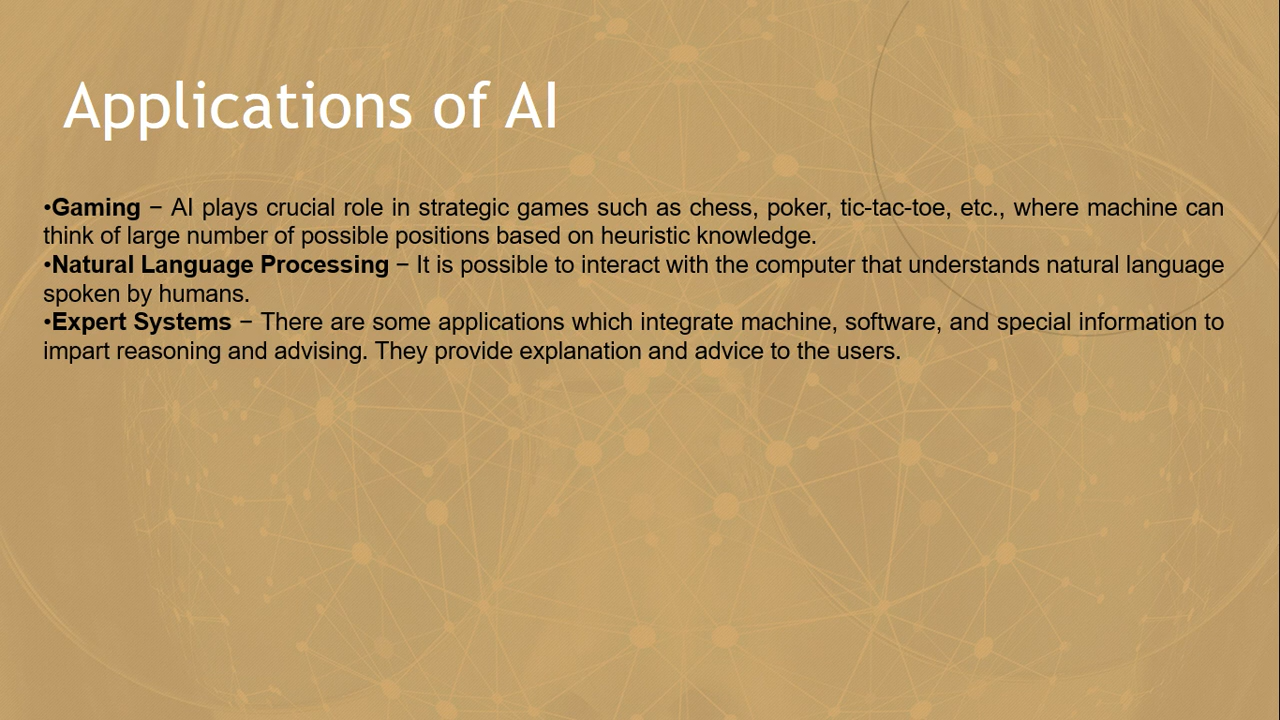 Applications of AI
•Gaming − AI plays crucial role in strategic games such as chess, poker, tic-tac-toe, etc., where machine can
think of large number of possible positions based on heuristic knowledge.
•Natural Language Processing − It is possible to interact with the computer that understands natural language
spoken by humans.
•Expert Systems − There are some applications which integrate machine, software, and special information to
impart reasoning and advising. They provide explanation and advice to the users.